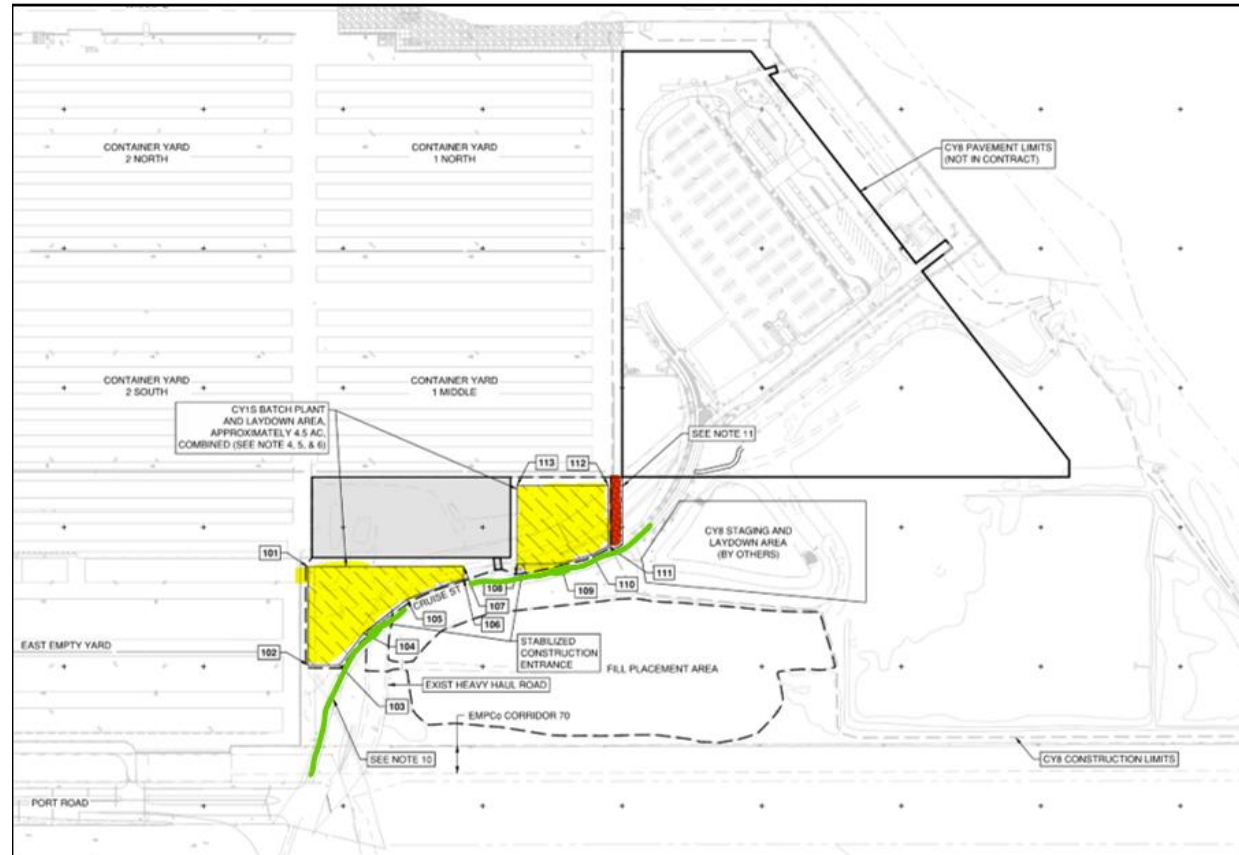 CONTAINER YARD
2 NORTH
CONTAINER YARD
1 NORTH
CY8 PAVEMENT LIMITS
(NOT IN CONTRACT)
CONTAINER YARD
2 SOUTH
CONTAINER YARD
1 MIDDLE
CY1S BATCH PLANT
AND LAYDOWN AREA,
APPROXIMATELY 4.5 AC,
COMBINED (SEE NOTE 4, 5, & 6)
SEE NOTE 11
113
112
CY8 STAGING AND
LAYDOWN AREA
(BY OTHERS)
101
108
109
110
111
CRUISE ST
107
106
105
104
STABILIZED
CONSTRUCTION
ENTRANCE
EAST EMPTY YARD
102
FILL PLACEMENT AREA
EXIST HEAVY HAUL ROAD
103
EMPCo CORRIDOR 70
SEE NOTE 10
CY8 CONSTRUCTION LIMITS
PORT ROAD